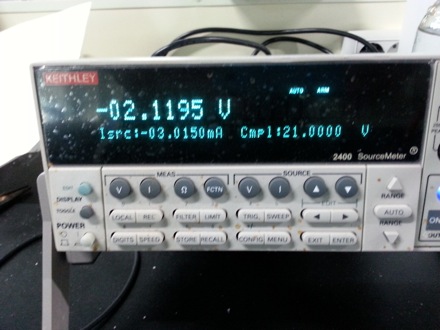 KEITHLEY
AUTO ARM
-02.1195 V
Isrc:-03.0150mA Cmpl:21.0000 V
2400 SourceMeter®
MEAS SOURCE
V I Ω FCTN V I
EDIT
DISPLAY
TOGGLE
POWER
LOCAL REL FILTER LIMIT TRIG SWEEP
DIGITS SPEED STORE RECALL CONFIG MENU EXIT ENTER
RANGE
AUTO
RANGE
ON